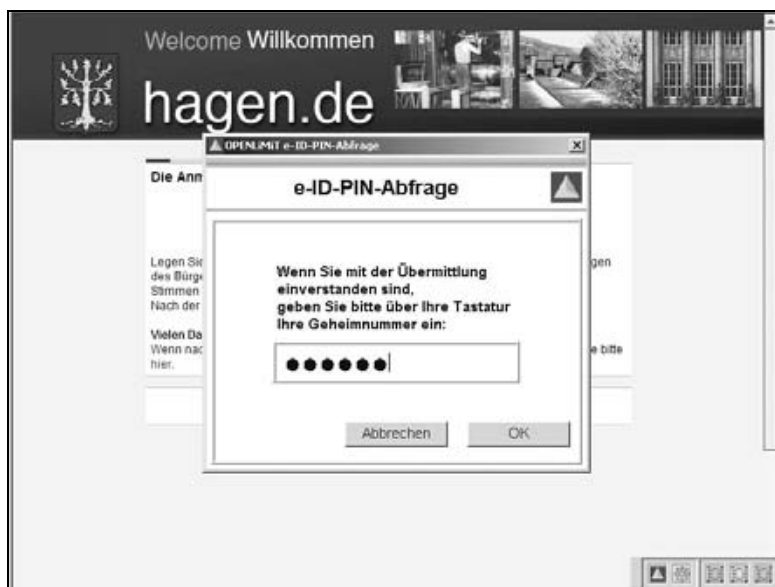 Welcome Willkommen
hagen.de
OPENLiMiT e-ID-PIN-Abfrage
Die Anm
e-ID-PIN-Abfrage
Legen Sie
des Bürge
Stimmen
Nach der
Vielen Da
Wenn nac
hier.
gen
e bitte
Wenn Sie mit der Übermittlung
einverstanden sind,
geben Sie bitte über Ihre Tastatur
Ihre Geheimnummer ein:
Abbrechen
OK